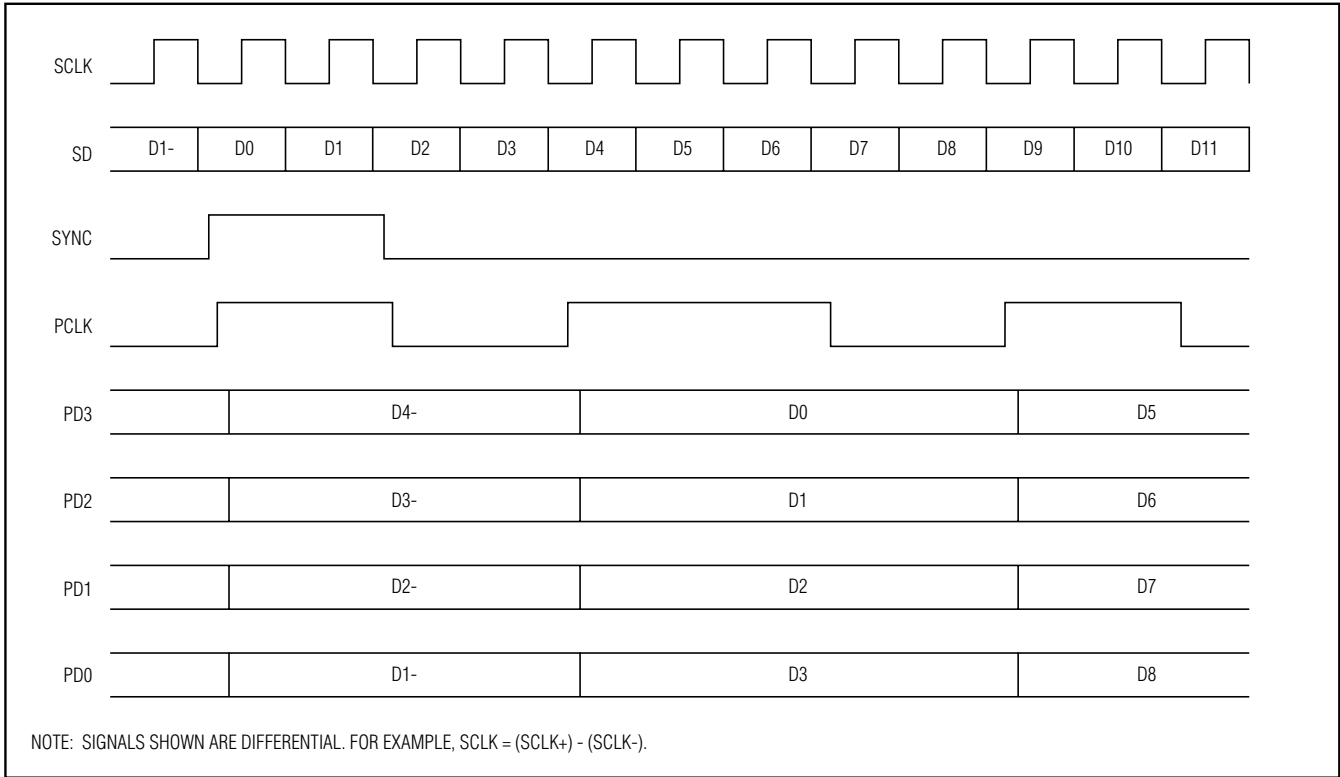 SCLK
SD D1- D0 D1 D2 D3 D4 D5 D6 D7 D8 D9 D10 D11
SYNC
PCLK
PD3 D4- D0 D5
PD2 D3- D1 D6
PD1 D2- D2 D7
PD0 D1- D3 D8
NOTE: SIGNALS SHOWN ARE DIFFERENTIAL. FOR EXAMPLE, SCLK = (SCLK+) - (SCLK-).